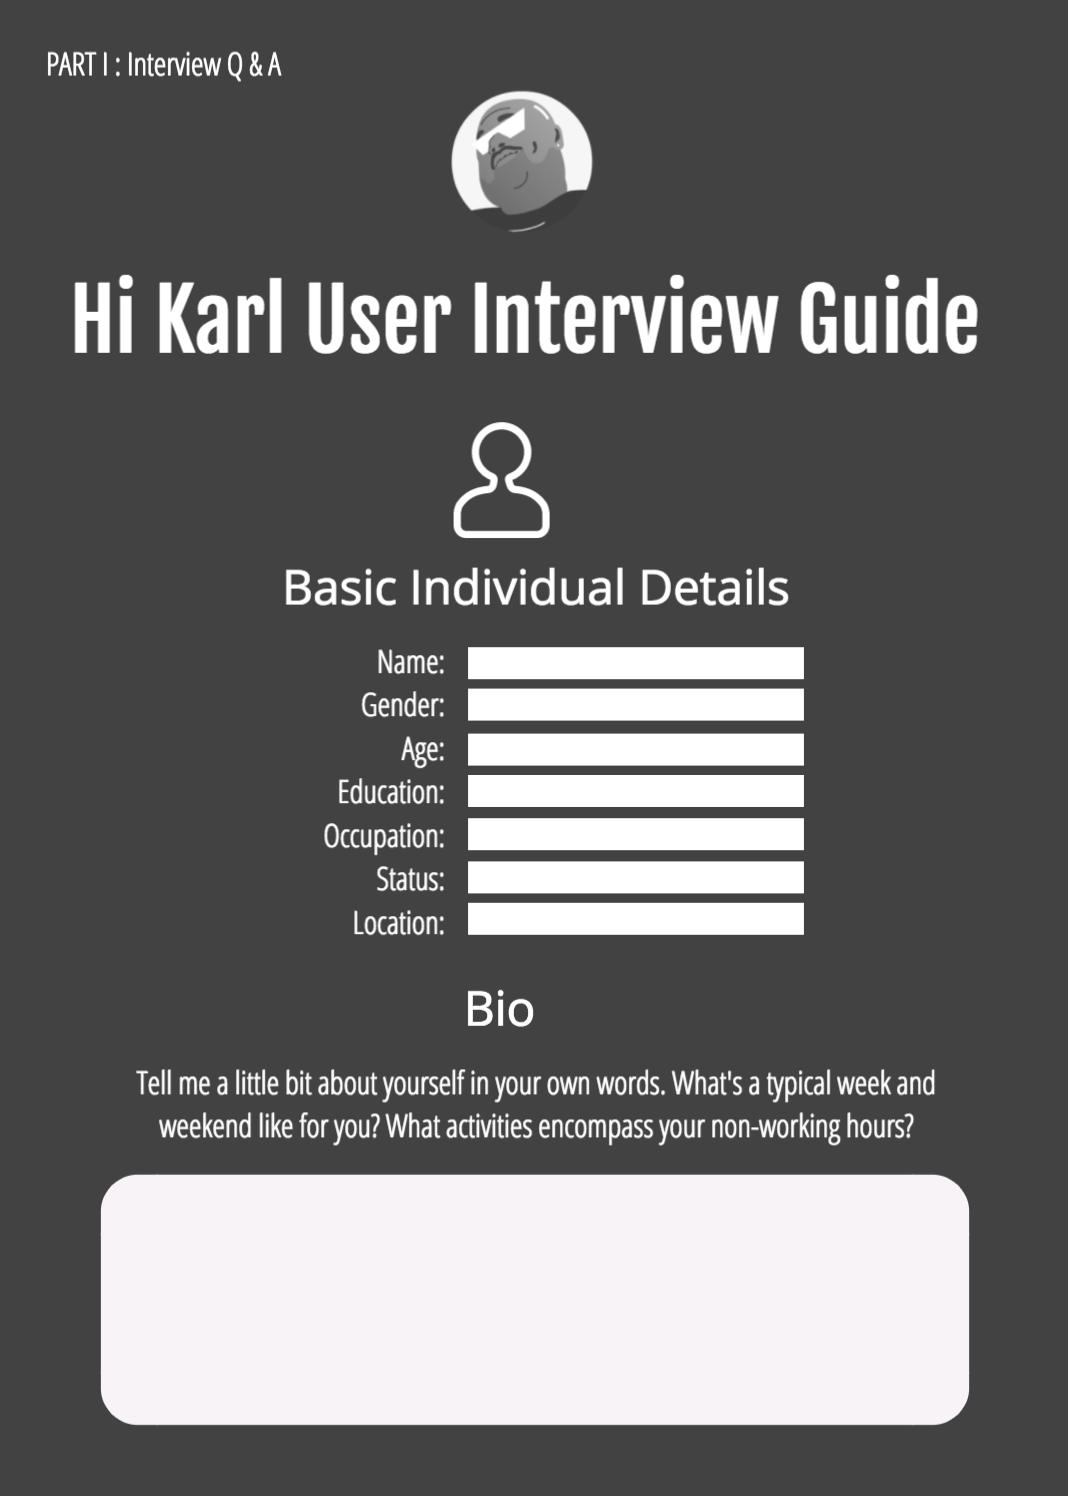 PART I : Interview Q & A
Hi Karl User Interview Guide
Basic Individual Details
Name:
Gender:
Age:
Education:
Occupation:
Status:
Location:
Bio
Tell me a little bit about yourself in your own words. What's a typical week and
weekend like for you? What activities encompass your non-working hours?